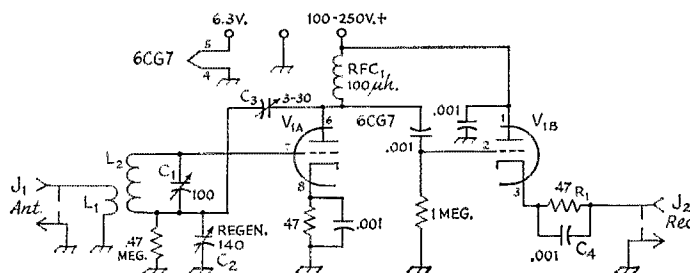 6.3V.
100-250V.+
6CG7
5
4
RFC1
100µh.
C3
3-30
6CG7
.001
V1A
6
V1B
1
.001
7
2
L2
C1
100
8
3
J1
Ant.
L1
.47
.001
1 MEG.
.47
R1
J2
Rec
.001
C4
.47
MEG.
REGEN.
140
C2